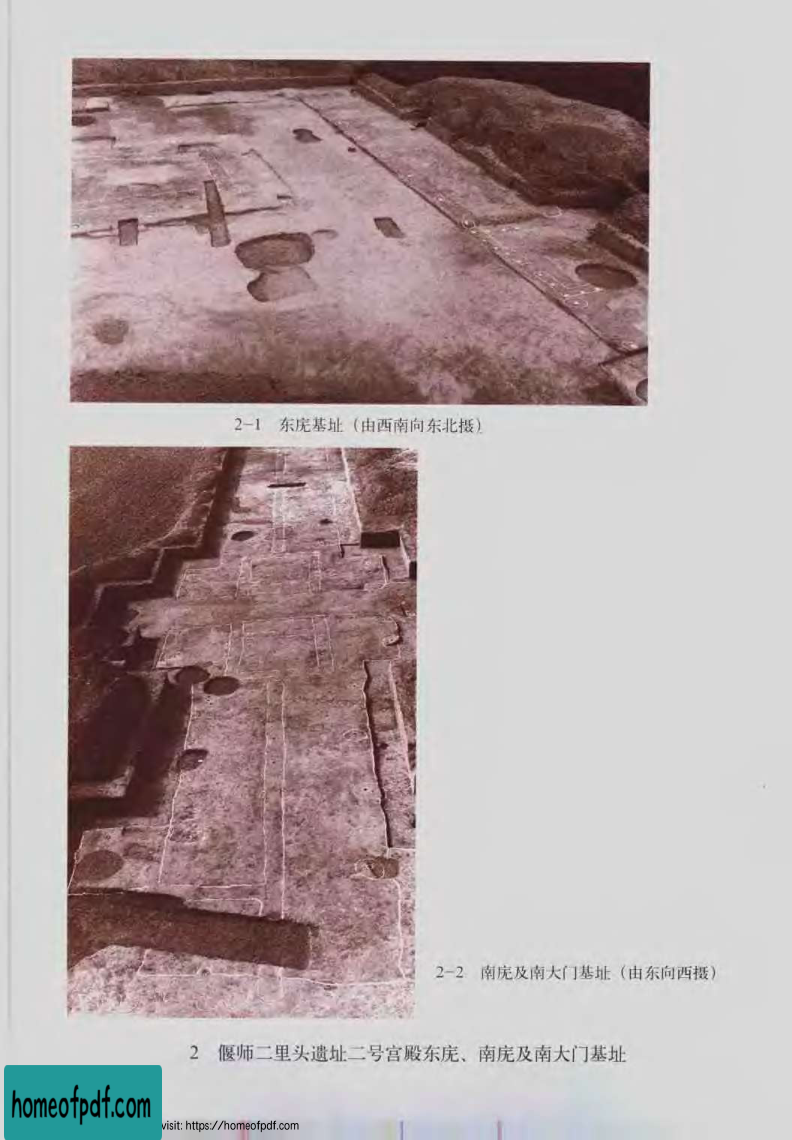 2-1 东庑基址（由西南向东北摄）
2-2 南庑及南大门基址（由东向西摄）
2 偃师二里头遗址二号宫殿东庑、南庑及南大门基址
homeofpdf.com
visit: https://homeofpdf.com